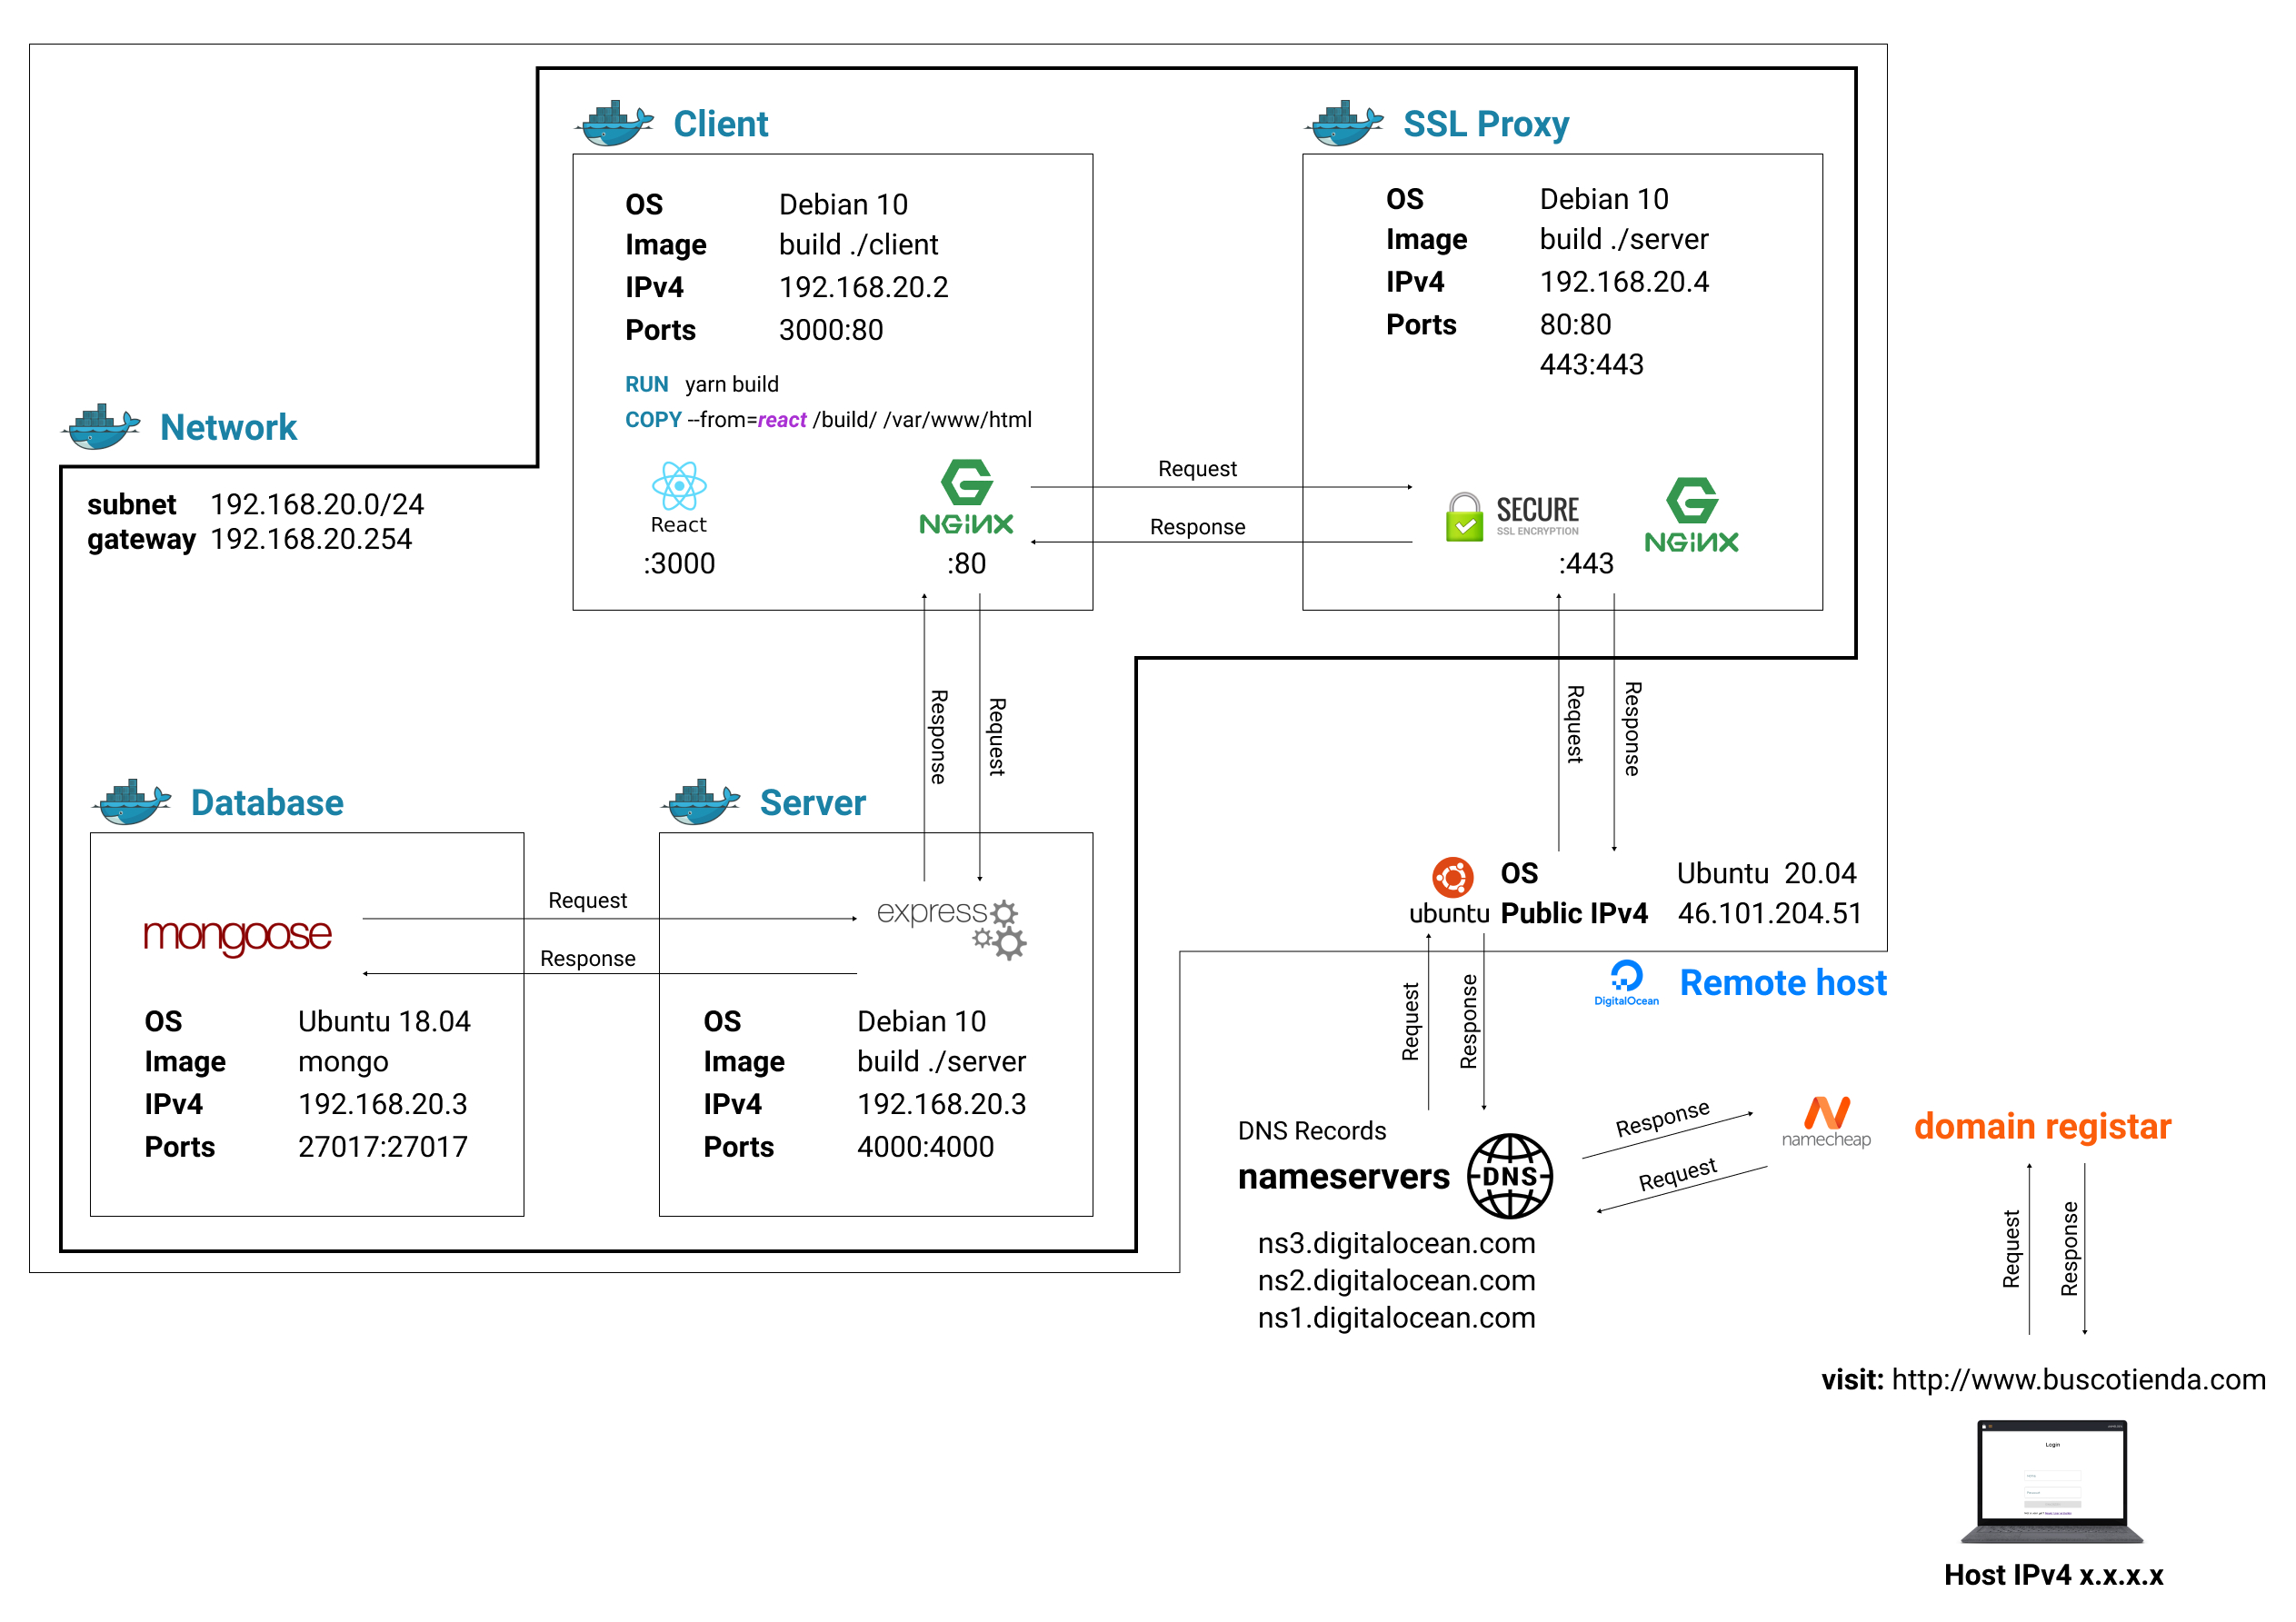 Client
OS Debian 10
Image build ./client
IPv4 192.168.20.2
Ports 3000:80
RUN yarn build
COPY --from=react /build/ /var/www/html
React
:3000
NGINX
:80
SSL Proxy
OS Debian 10
Image build ./server
IPv4 192.168.20.4
Ports 80:80
443:443
SECURE
SSL ENCRYPTION
NGINX
:443
Request
Response
Network
subnet 192.168.20.0/24
gateway 192.168.20.254
Response
Request
Request
Response
Database
mongoose
OS Ubuntu 18.04
Image mongo
IPv4 192.168.20.3
Ports 27017:27017
Request
Response
Server
express
OS Debian 10
Image build ./server
IPv4 192.168.20.3
Ports 4000:4000
ubuntu
OS Ubuntu 20.04
Public IPv4 46.101.204.51
DigitalOcean
Remote host
Request
Response
DNS Records
nameservers
DNS
ns3.digitalocean.com
ns2.digitalocean.com
ns1.digitalocean.com
Response
Request
namecheap
domain registar
Request
Response
visit: http://www.buscotienda.com
Login
Host IPv4 x.x.x.x